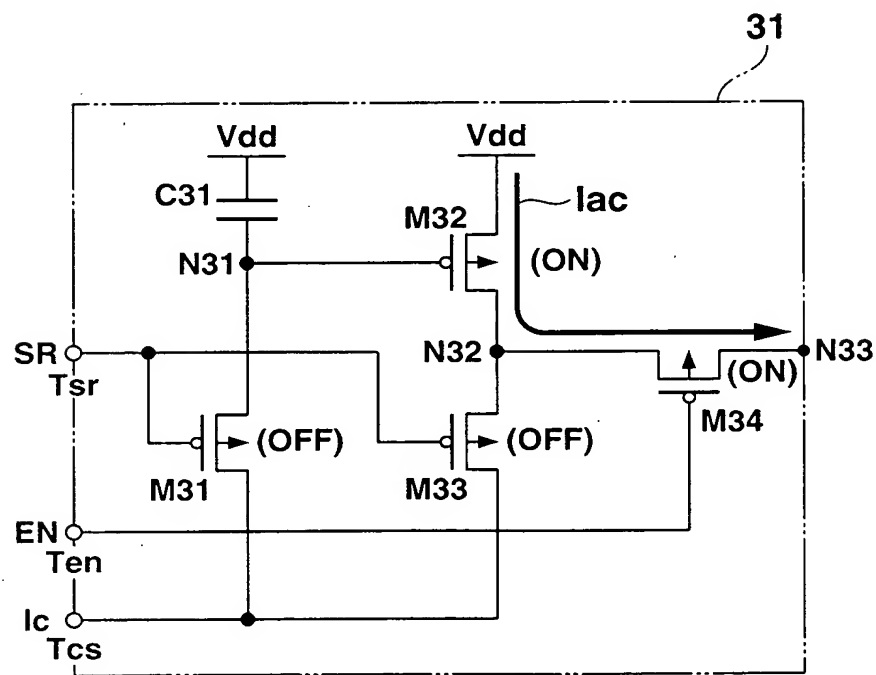 31
Vdd
Vdd
C31
Iac
M32
N31
(ON)
SR
N32
N33
Tsr
(ON)
(OFF)
(OFF)
M34
M31
M33
EN
Ten
Ic
Tcs